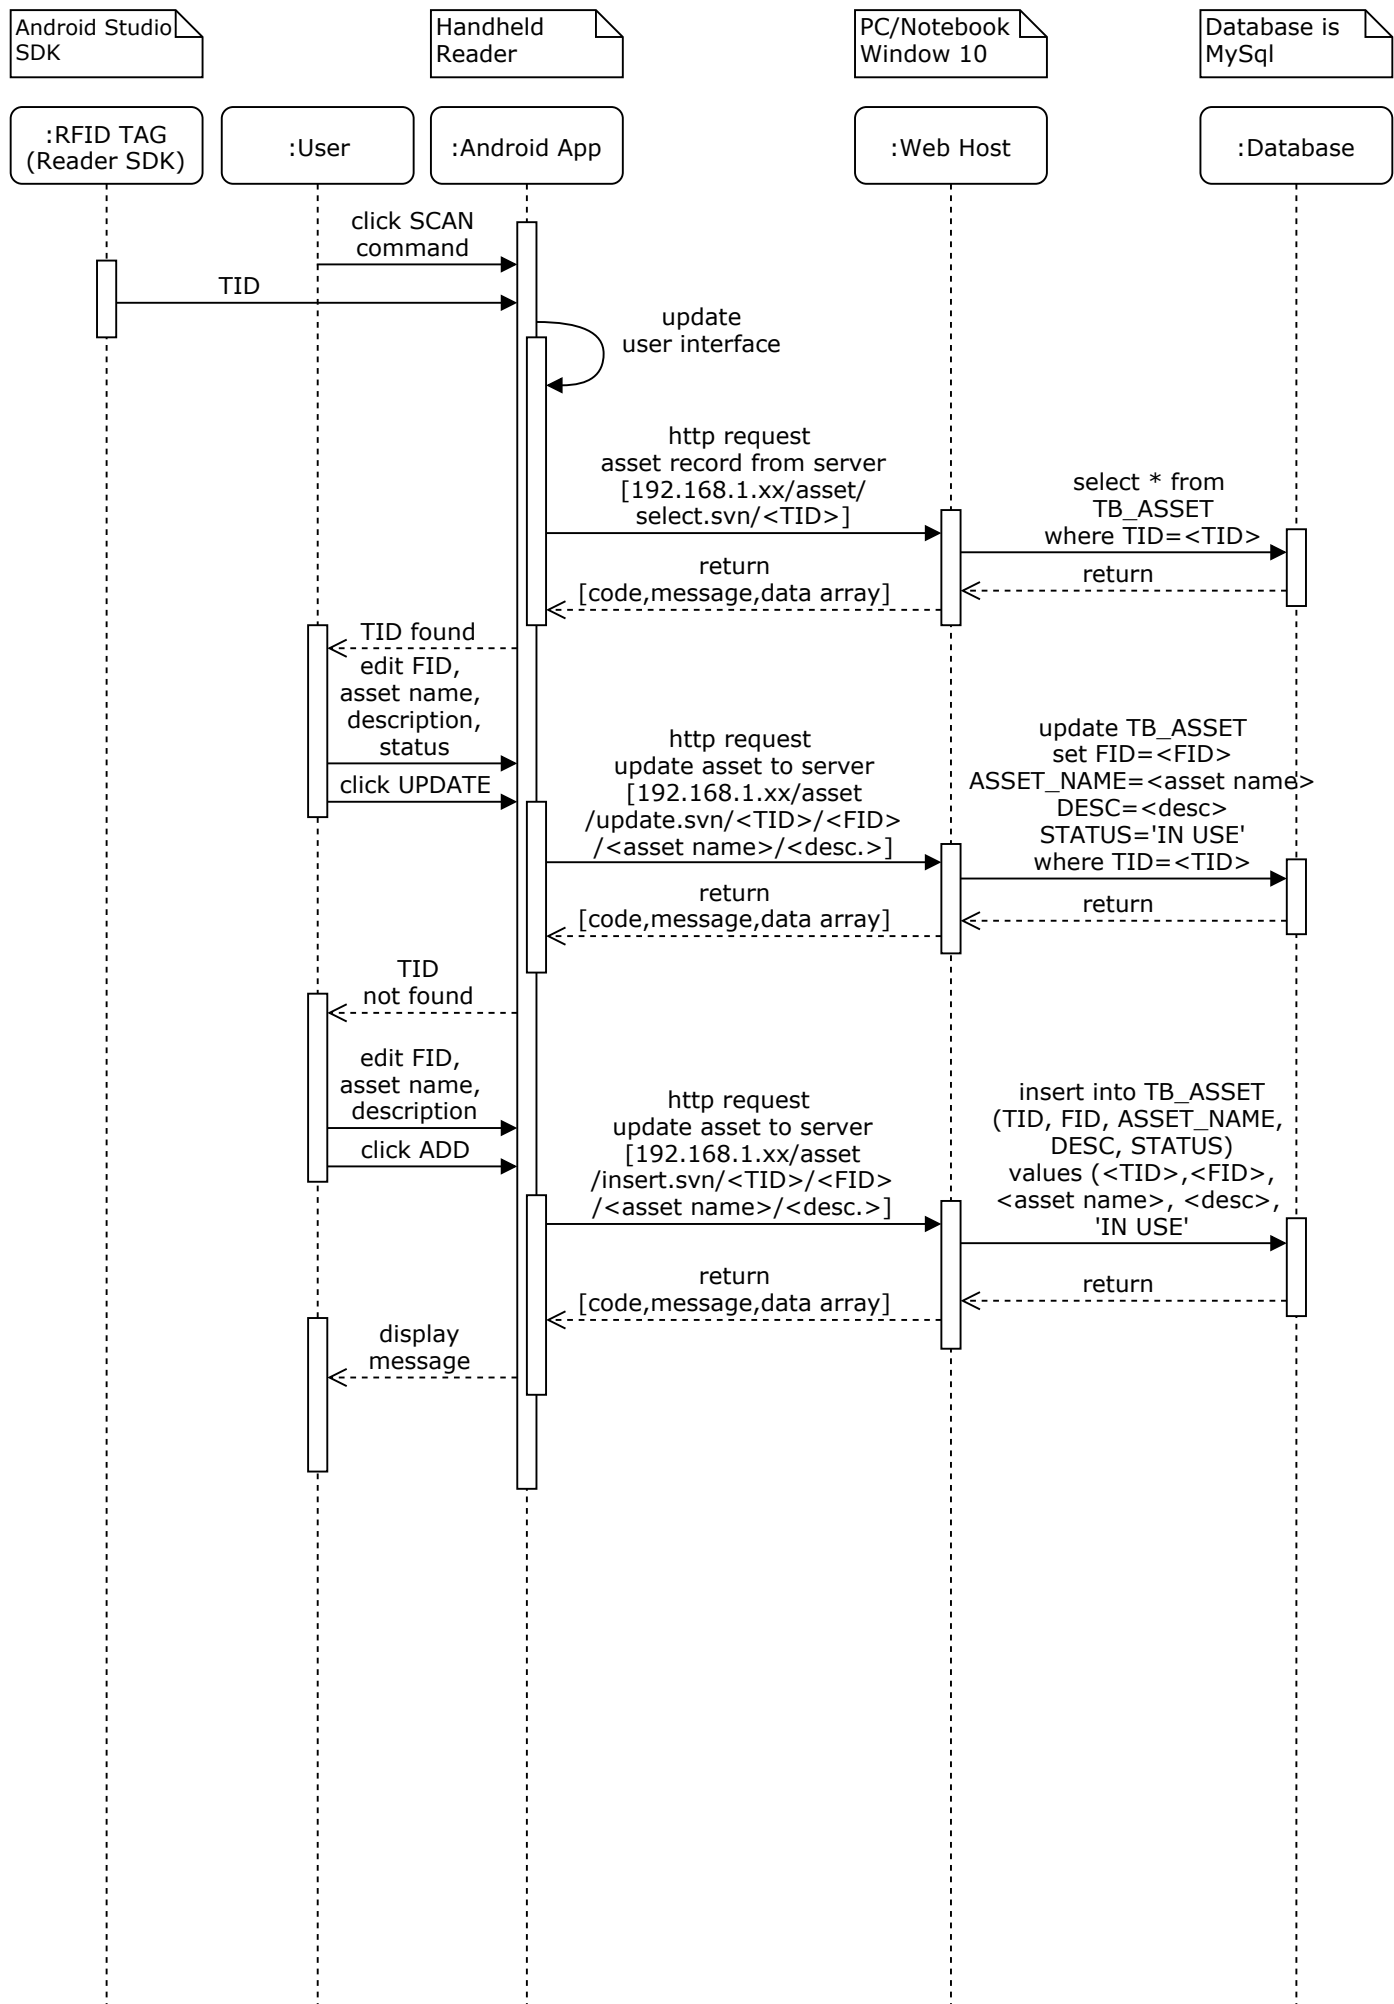 Android Studio
SDK
Handheld
Reader
PC/Notebook
Window 10
Database is
MySql
:RFID TAG
(Reader SDK)
:User
:Android App
:Web Host
:Database
click SCAN
command
TID
update
user interface
http request
asset record from server
[192.168.1.xx/asset/
select.svn/<TID>]
select * from
TB_ASSET
where TID=<TID>
return
return
[code,message,data array]
TID found
edit FID,
asset name,
description,
status
click UPDATE
http request
update asset to server
[192.168.1.xx/asset
/update.svn/<TID>/<FID>
/<asset name>/<desc.>]
update TB_ASSET
set FID=<FID>
ASSET_NAME=<asset name>
DESC=<desc>
STATUS='IN USE'
where TID=<TID>
return
return
[code,message,data array]
TID
not found
edit FID,
asset name,
description
click ADD
http request
update asset to server
[192.168.1.xx/asset
/insert.svn/<TID>/<FID>
/<asset name>/<desc.>]
insert into TB_ASSET
(TID, FID, ASSET_NAME,
DESC, STATUS)
values (<TID>,<FID>,
<asset name>, <desc>,
'IN USE'
return
return
[code,message,data array]
display
message